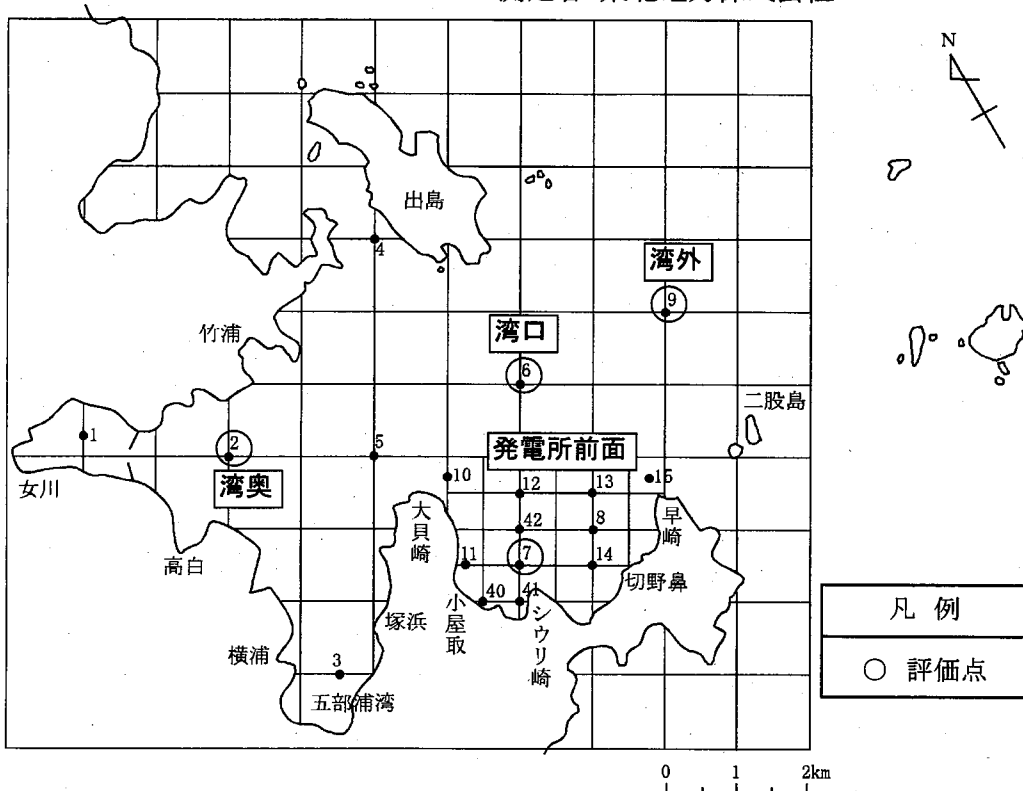 N
出島
4
湾外
9
竹浦
湾口
6
二股島
1
2
5
発電所前面
10
12
13
15
女川
湾奥
大貝崎
42
8
早崎
高白
11
7
14
切野鼻
40
41
小屋取
シウリ崎
塚浜
横浦
3
五部浦湾
凡例
○ 評価点
0 1 2km